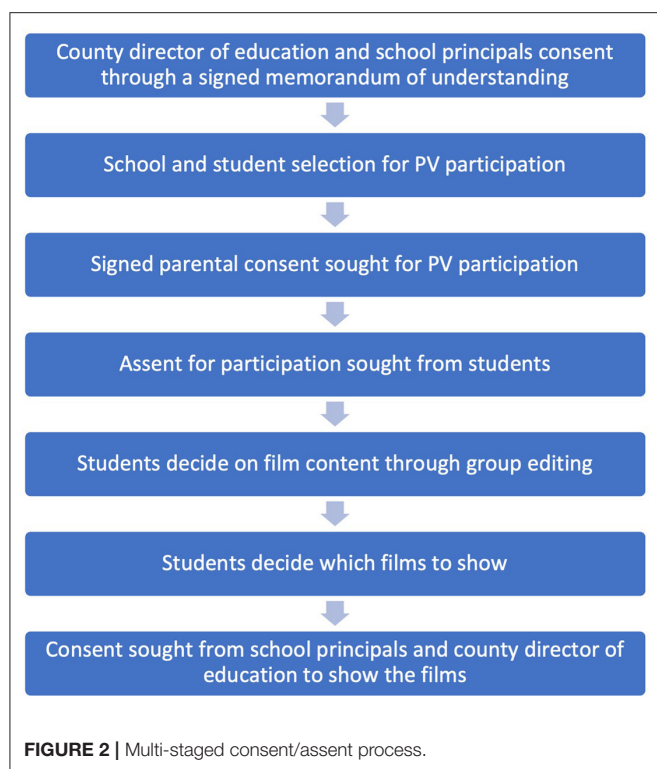 County director of education and school principals consent
through a signed memorandum of understanding
School and student selection for PV participation
Signed parental consent sought for PV participation
Assent for participation sought from students
Students decide on film content through group editing
Students decide which films to show
Consent sought from school principals and county director of
education to show the films
FIGURE 2 | Multi-staged consent/assent process.